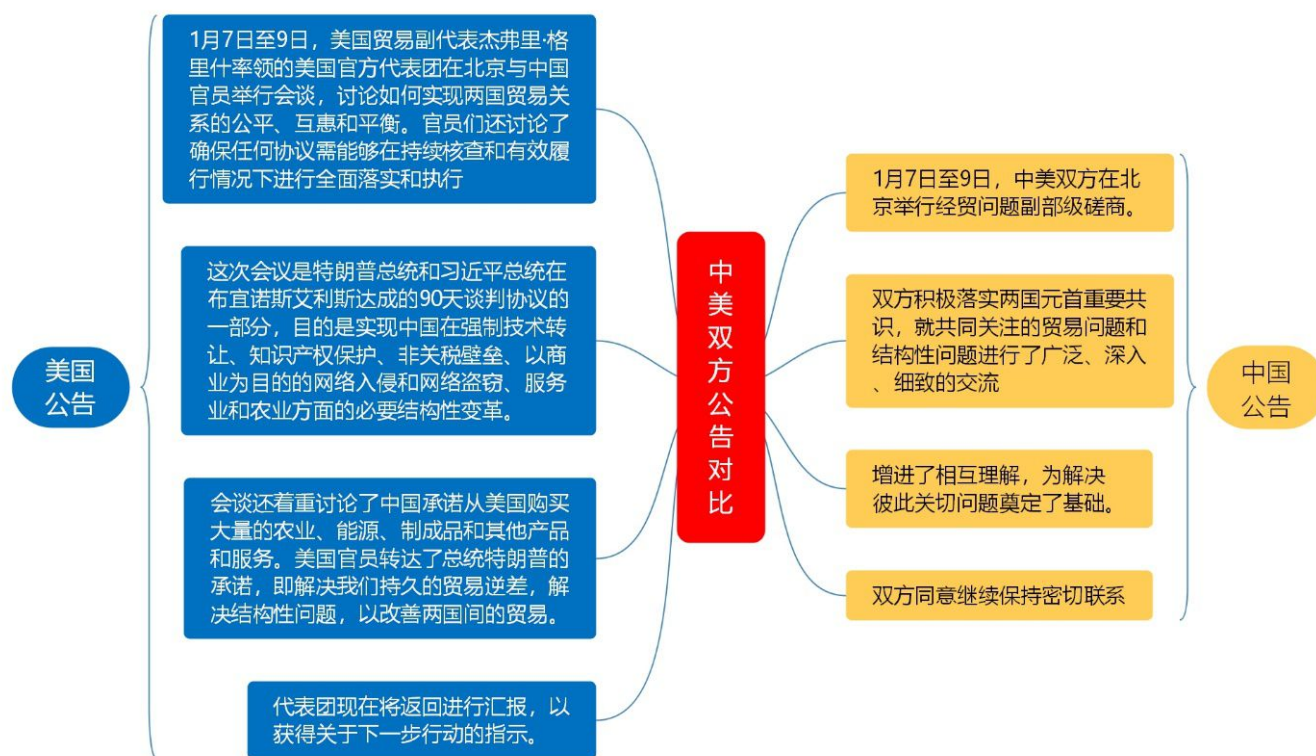 美国
公告
1月7日至9日，美国贸易副代表杰弗里·格
里什率领的美国官方代表团在北京与中国
官员举行会谈，讨论如何实现两国贸易关
系的公平、互惠和平衡。官员们还讨论了
确保任何协议需能够在持续核查和有效履
行情况下进行全面落实和执行
这次会议是特朗普总统和习近平总统在
布宜诺斯艾利斯达成的90天谈判协议的
一部分，目的是实现中国在强制技术转
让、知识产权保护、非关税壁垒、以商
业为目的的网络入侵和网络盗窃、服务
业和农业方面的必要结构性变革。
会谈还着重讨论了中国承诺从美国购买
大量的农业、能源、制成品和其他产品
和服务。美国官员转达了总统特朗普的
承诺，即解决我们持久的贸易逆差，解
决结构性问题，以改善两国间的贸易。
代表团现在将返回进行汇报，以
获得关于下一步行动的指示。
中美双方公告对比
1月7日至9日，中美双方在北
京举行经贸问题副部级磋商。
双方积极落实两国元首重要共
识，就共同关注的贸易问题和
结构性问题进行了广泛、深入
、细致的交流
增进了相互理解，为解决
彼此关切问题奠定了基础。
双方同意继续保持密切联系
中国
公告